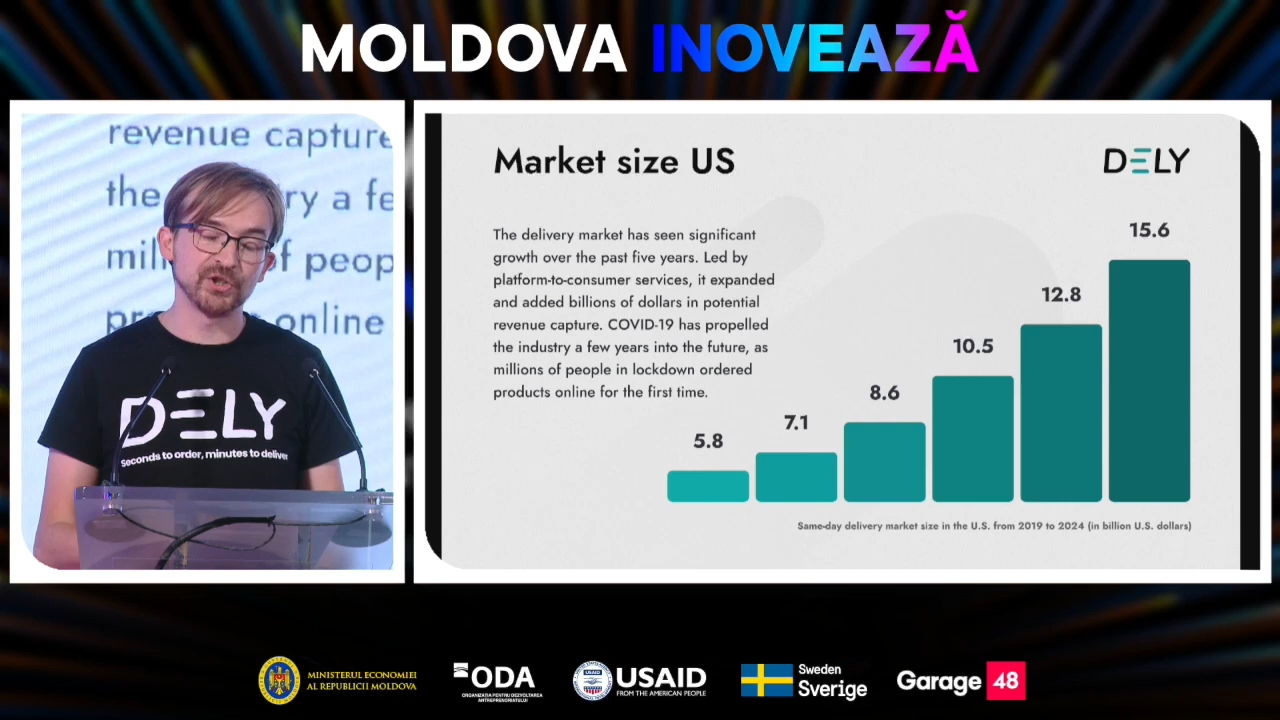 MOLDOVA INOVEAZĂ
revenue capture
the
ry a fe
mil
of peop
online
DELY
Seconds to order, minutes to deliver
Market size US
DELY
The delivery market has seen significant
growth over the past five years. Led by
platform-to-consumer services, it expanded
and added billions of dollars in potential
revenue capture. COVID-19 has propelled
the industry a few years into the future, as
millions of people in lockdown ordered
products online for the first time.
5.8
7.1
8.6
10.5
12.8
15.6
Same-day delivery market size in the U.S. from 2019 to 2024 (in billion U.S. dollars)
MINISTERUL ECONOMIEI
AL REPUBLICII MOLDOVA
ODA
ORGANIZAȚIA PENTRU DEZVOLTAREA
ANTREPRENORIATULUI
USAID
USAID
FROM THE AMERICAN PEOPLE
Sweden
Sverige
Garage 48